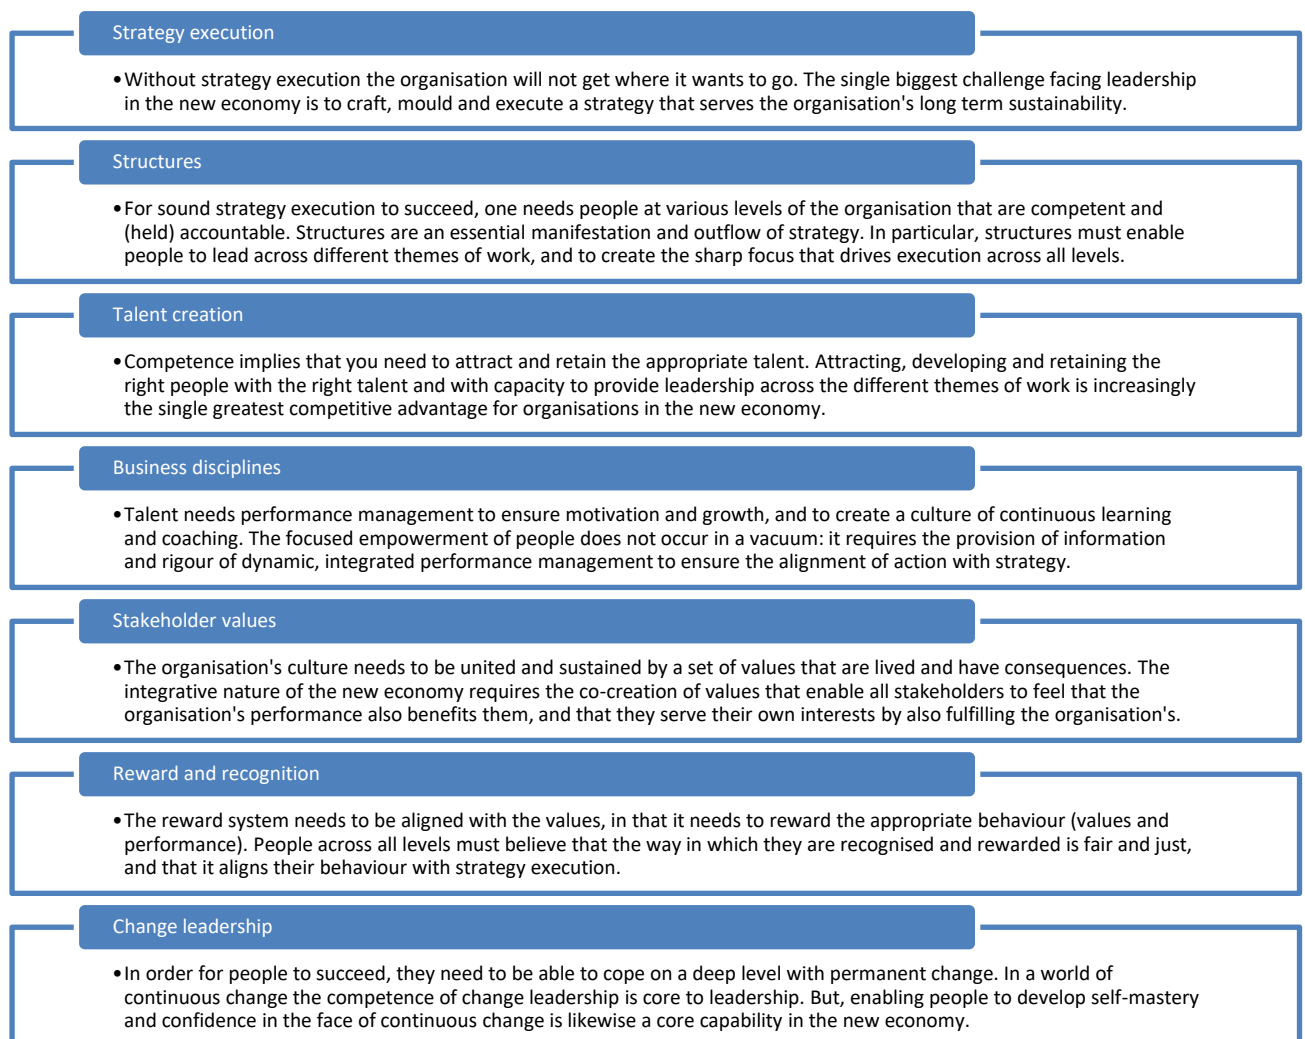 Strategy execution
•Without strategy execution the organisation will not get where it wants to go. The single biggest challenge facing leadership
in the new economy is to craft, mould and execute a strategy that serves the organisation's long term sustainability.
Structures
•For sound strategy execution to succeed, one needs people at various levels of the organisation that are competent and
(held) accountable. Structures are an essential manifestation and outflow of strategy. In particular, structures must enable
people to lead across different themes of work, and to create the sharp focus that drives execution across all levels.
Talent creation
•Competence implies that you need to attract and retain the appropriate talent. Attracting, developing and retaining the
right people with the right talent and with capacity to provide leadership across the different themes of work is increasingly
the single greatest competitive advantage for organisations in the new economy.
Business disciplines
•Talent needs performance management to ensure motivation and growth, and to create a culture of continuous learning
and coaching. The focused empowerment of people does not occur in a vacuum: it requires the provision of information
and rigour of dynamic, integrated performance management to ensure the alignment of action with strategy.
Stakeholder values
•The organisation's culture needs to be united and sustained by a set of values that are lived and have consequences. The
integrative nature of the new economy requires the co-creation of values that enable all stakeholders to feel that the
organisation's performance also benefits them, and that they serve their own interests by also fulfilling the organisation's.
Reward and recognition
•The reward system needs to be aligned with the values, in that it needs to reward the appropriate behaviour (values and
performance). People across all levels must believe that the way in which they are recognised and rewarded is fair and just,
and that it aligns their behaviour with strategy execution.
Change leadership
•In order for people to succeed, they need to be able to cope on a deep level with permanent change. In a world of
continuous change the competence of change leadership is core to leadership. But, enabling people to develop self-mastery
and confidence in the face of continuous change is likewise a core capability in the new economy.